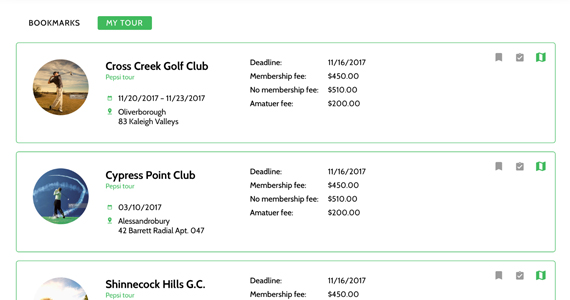 BOOKMARKS MY TOUR
Cross Creek Golf Club
Pepsi tour
11/20/2017 - 11/23/2017
Oliverborough
83 Kaleigh Valleys
Deadline: 11/16/2017
Membership fee: $450.00
No membership fee: $510.00
Amatuer fee: $200.00
Cypress Point Club
Pepsi tour
03/10/2017
Alessandrobury
42 Barrett Radial Apt. 047
Deadline: 11/16/2017
Membership fee: $450.00
No membership fee: $510.00
Amatuer fee: $200.00
Shinnecock Hills G.C.
Pepsi tour
Deadline: 11/16/2017
Membership fee: $450.00